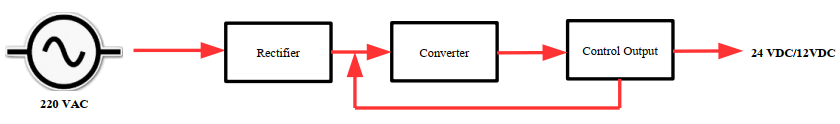 220 VAC
Rectifier
Converter
Control Output
24 VDC/12VDC